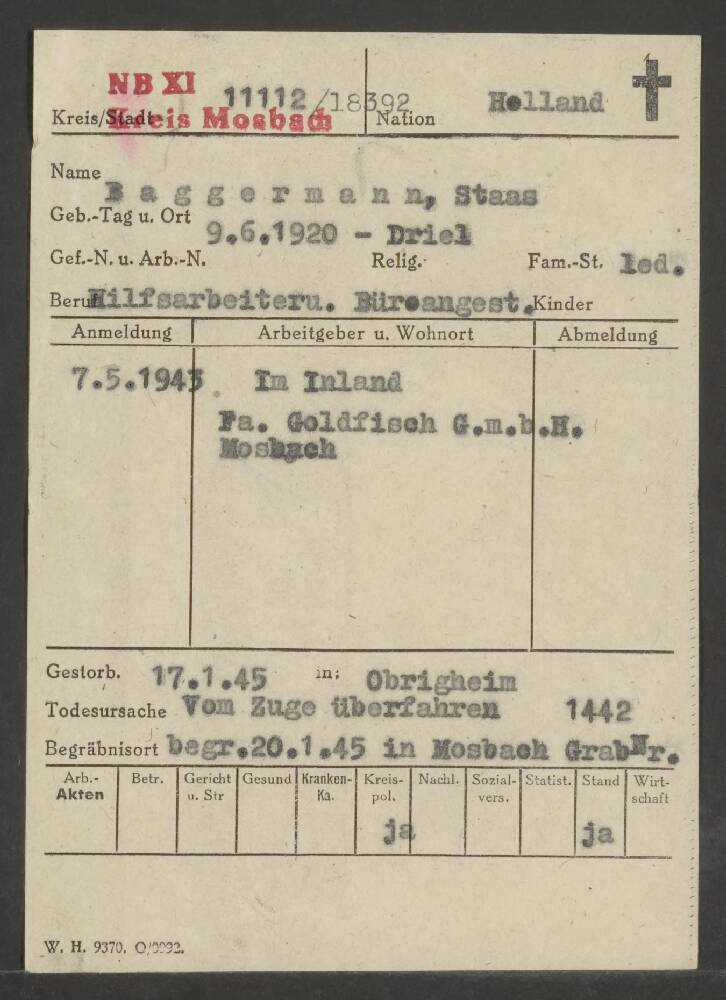 NB XI 11112/18392 Holland
Kreis/Stadt Kreis Mosbach Nation
Name
Baggermann, Staas
Geb.-Tag u. Ort
9.6.1920 - Driel
Gef.-N. u. Arb.-N. Relig. Fam.-St. led.
Beruf Hilfsarbeiteru. Büroangest. Kinder
Anmeldung Arbeitgeber u. Wohnort Abmeldung
7.5.1943 Im Inland
Fa. Goldfisch G.m.b.H.
Mosbach
Gestorb. 17.1.45 in: Obrigheim
Todesursache Vom Zuge überfahren 1442
Begräbnisort begr.20.1.45 in Mosbach GrabNr.
Arb.- Betr. Gericht Gesund Kranken- Kreis- Nachl. Sozial- Statist. Stand Wirt-
Akten u. Str Ka. pol. vers. schaft
ja ja
W. H. 9370.